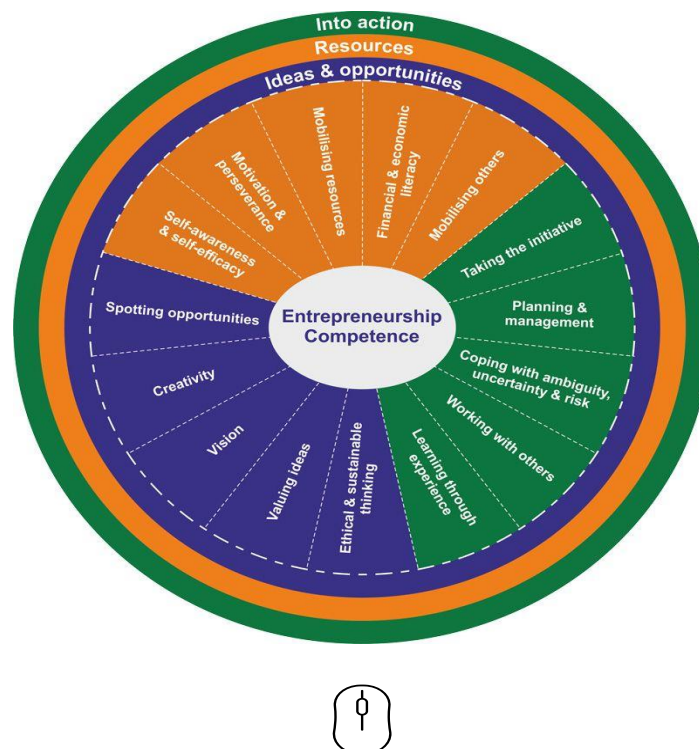 Into action
Resources
Ideas & opportunities
Self-awareness
& self-efficacy
Motivation &
perseverance
Mobilising resources
Financial & economic
literacy
Mobilising others
Taking the initiative
Planning &
management
Coping with ambiguity,
uncertainty & risk
Working with others
Learning through
experience
Ethical & sustainable
thinking
Valuing ideas
Vision
Creativity
Spotting opportunities
Entrepreneurship
Competence